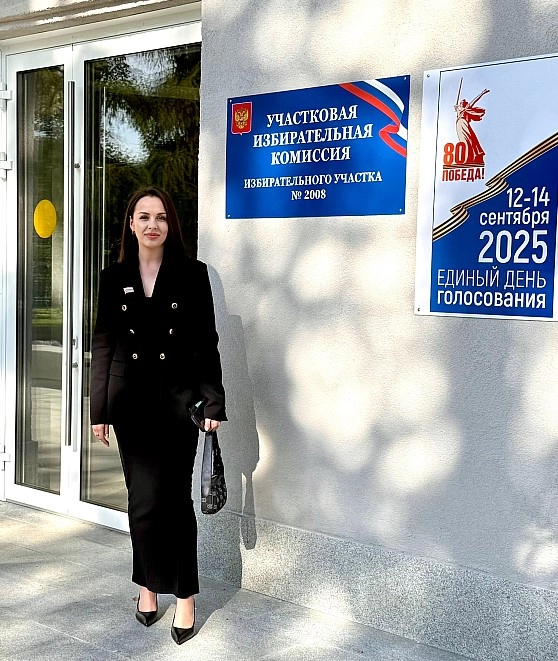 УЧАСТКОВАЯ
ИЗБИРАТЕЛЬНАЯ
КОМИССИЯ
ИЗБИРАТЕЛЬНОГО УЧАСТКА
№ 2008
80
ПОБЕДА!
12-14
сентября
2025
ЕДИНЫЙ ДЕНЬ
ГОЛОСОВАНИЯ